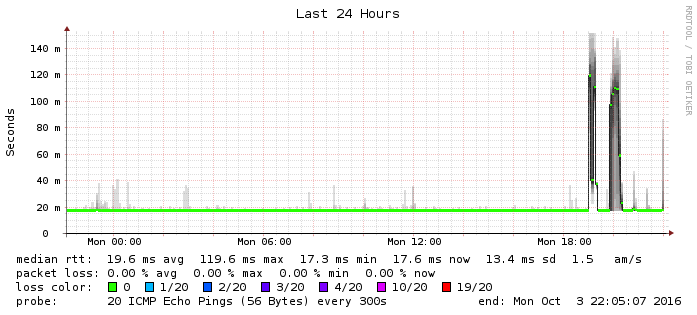 Last 24 Hours
RRDTOOL / TOBI OETIKER
Seconds
140 m
120 m
100 m
80 m
60 m
40 m
20 m
0
Mon 00:00 Mon 06:00 Mon 12:00 Mon 18:00
median rtt: 19.6 ms avg 119.6 ms max 17.3 ms min 17.6 ms now 13.4 ms sd 1.5 am/s
packet loss: 0.00 % avg 0.00 % max 0.00 % min 0.00 % now
loss color: 0 1/20 2/20 3/20 4/20 10/20 19/20
probe: 20 ICMP Echo Pings (56 Bytes) every 300s end: Mon Oct 3 22:05:07 2016